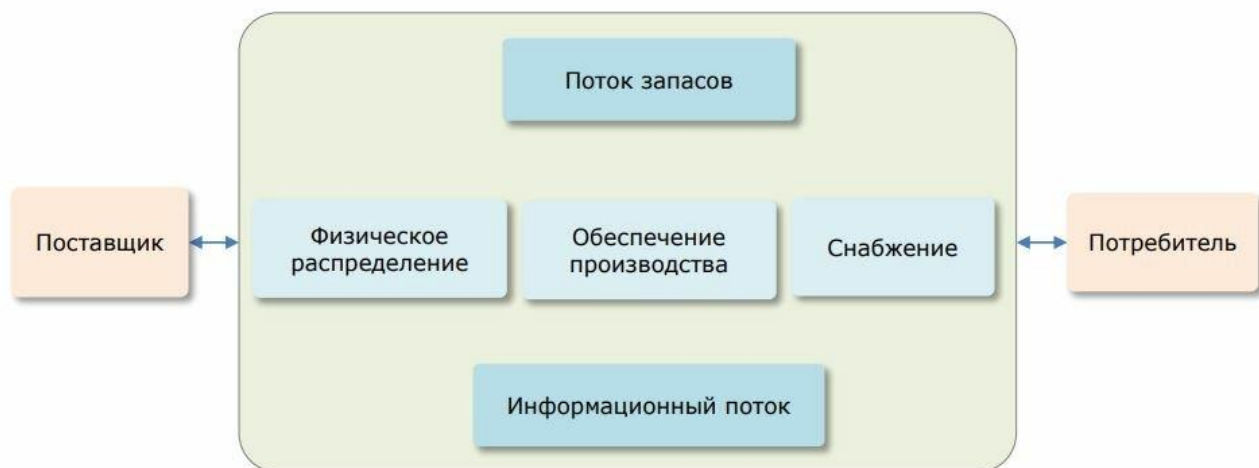 Поток запасов
Поставщик
Физическое
распределение
Обеспечение
производства
Снабжение
Потребитель
Информационный поток